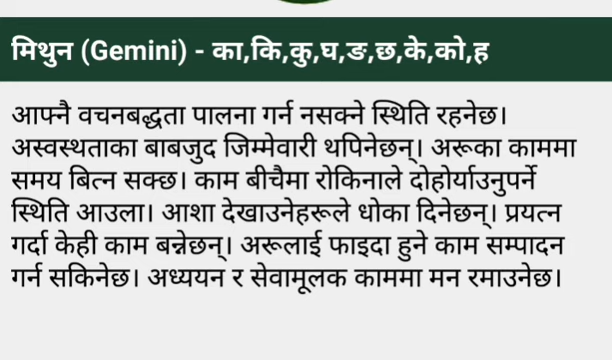 मिथुन (Gemini) - का,कि,कु,घ,ङ,छ,के,को,ह
आफ्नै वचनबद्धता पालना गर्न नसक्ने स्थिति रहनेछ।
अस्वस्थताका बाबजुद जिम्मेवारी थपिनेछन्। अरूका काममा
समय बित्न सक्छ। काम बीचैमा रोकिनाले दोहोर्याउनुपर्ने
स्थिति आउला। आशा देखाउनेहरूले धोका दिनेछन्। प्रयत्न
गर्दा केही काम बन्नेछन्। अरूलाई फाइदा हुने काम सम्पादन
गर्न सकिनेछ। अध्ययन र सेवामूलक काममा मन रमाउनेछ।